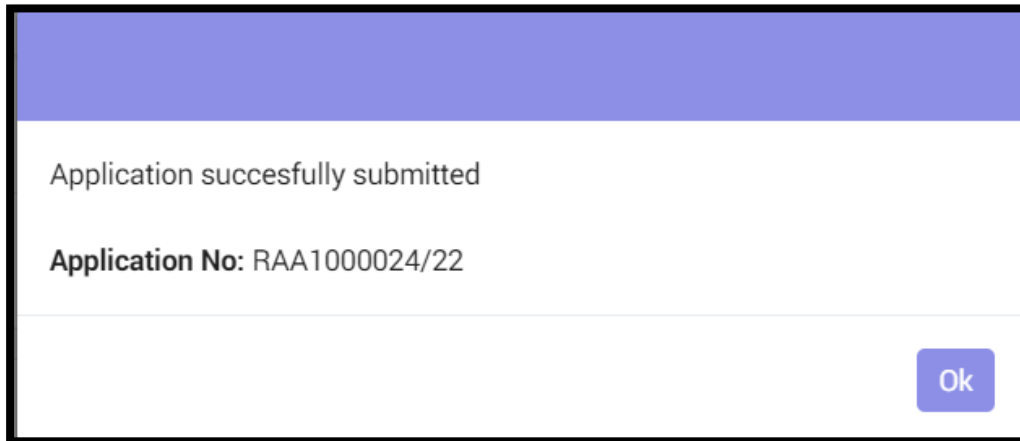 Application succesfully submitted
Application No: RAA1000024/22
Ok